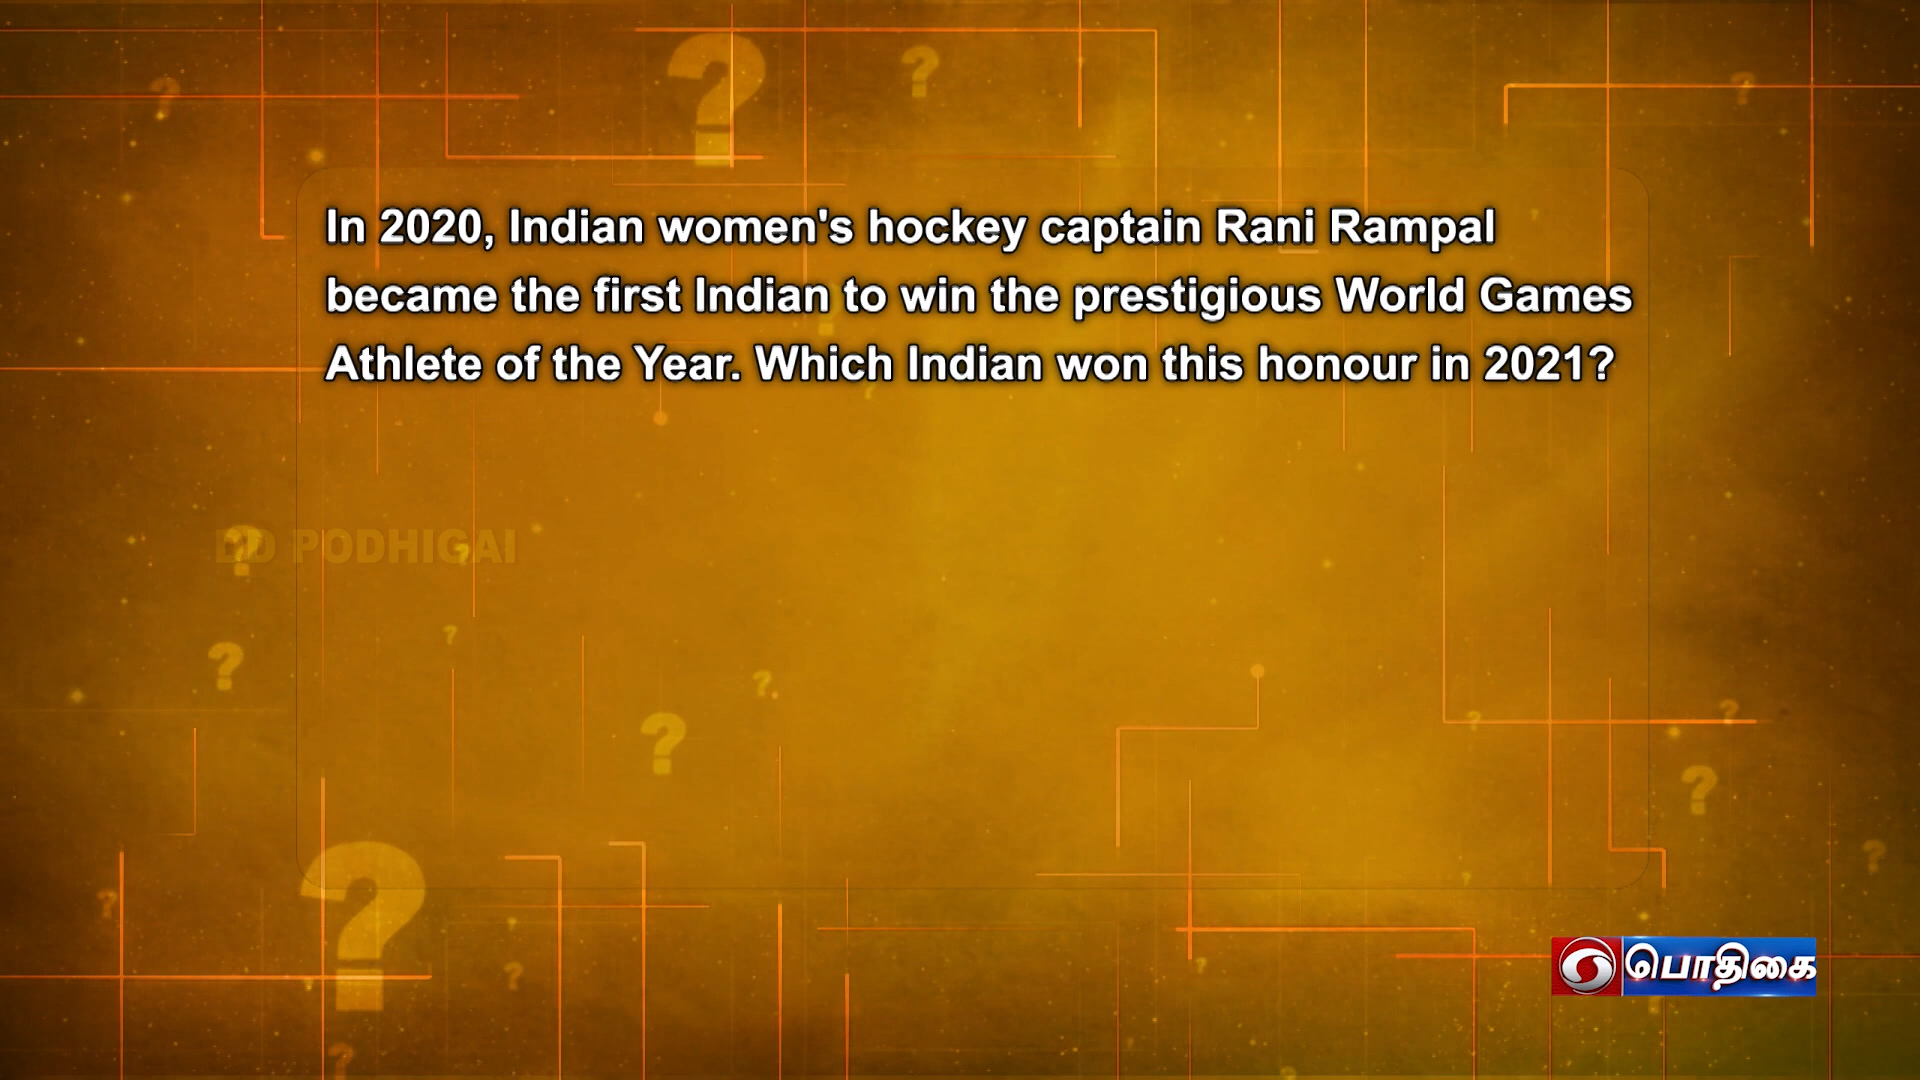 In 2020, Indian women's hockey captain Rani Rampal
became the first Indian to win the prestigious World Games
Athlete of the Year. Which Indian won this honour in 2021?
DD PODHIGAI
பொதிகை